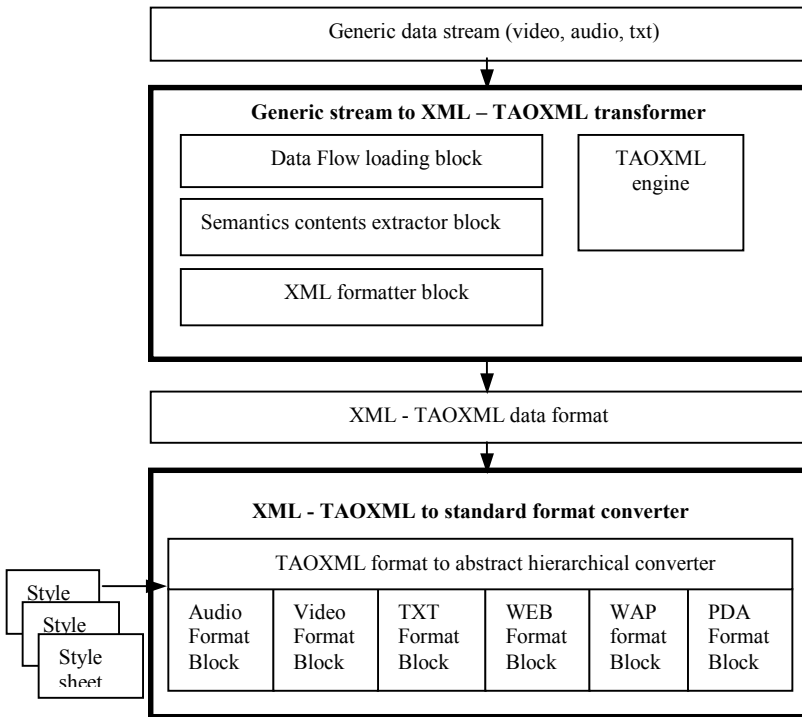 Generic data stream (video, audio, txt)
Generic stream to XML – TAOXML transformer
Data Flow loading block
TAOXML
engine
Semantics contents extractor block
XML formatter block
XML - TAOXML data format
XML - TAOXML to standard format converter
TAOXML format to abstract hierarchical converter
Style
Style
Style
sheet
Audio
Format
Block
Video
Format
Block
TXT
Format
Block
WEB
Format
Block
WAP
format
Block
PDA
Format
Block